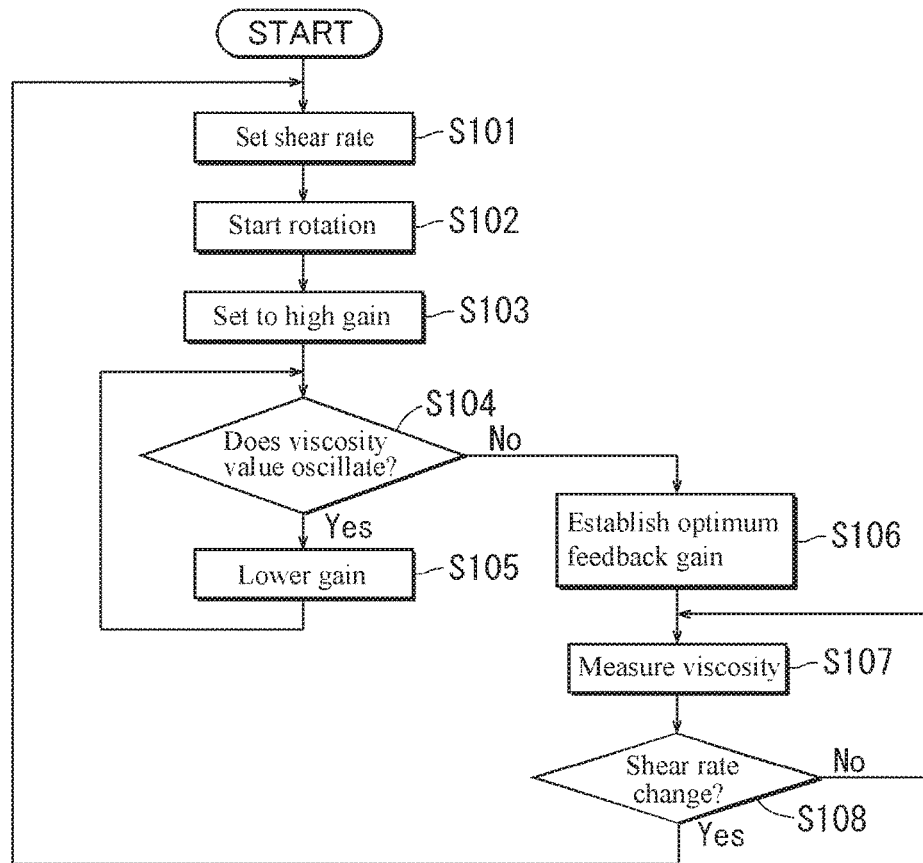 START
Set shear rate
S101
Start rotation
S102
Set to high gain
S103
S104
Does viscosity
value oscillate?
No
Yes
Lower gain
S105
Establish optimum
feedback gain
S106
Measure viscosity
S107
Shear rate
change?
No
Yes
S108